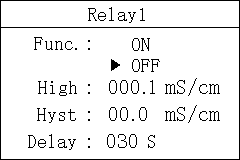 Relay1
Func. : ON
▶ OFF
High : 000.1 mS/cm
Hyst : 00.0 mS/cm
Delay : 030 S